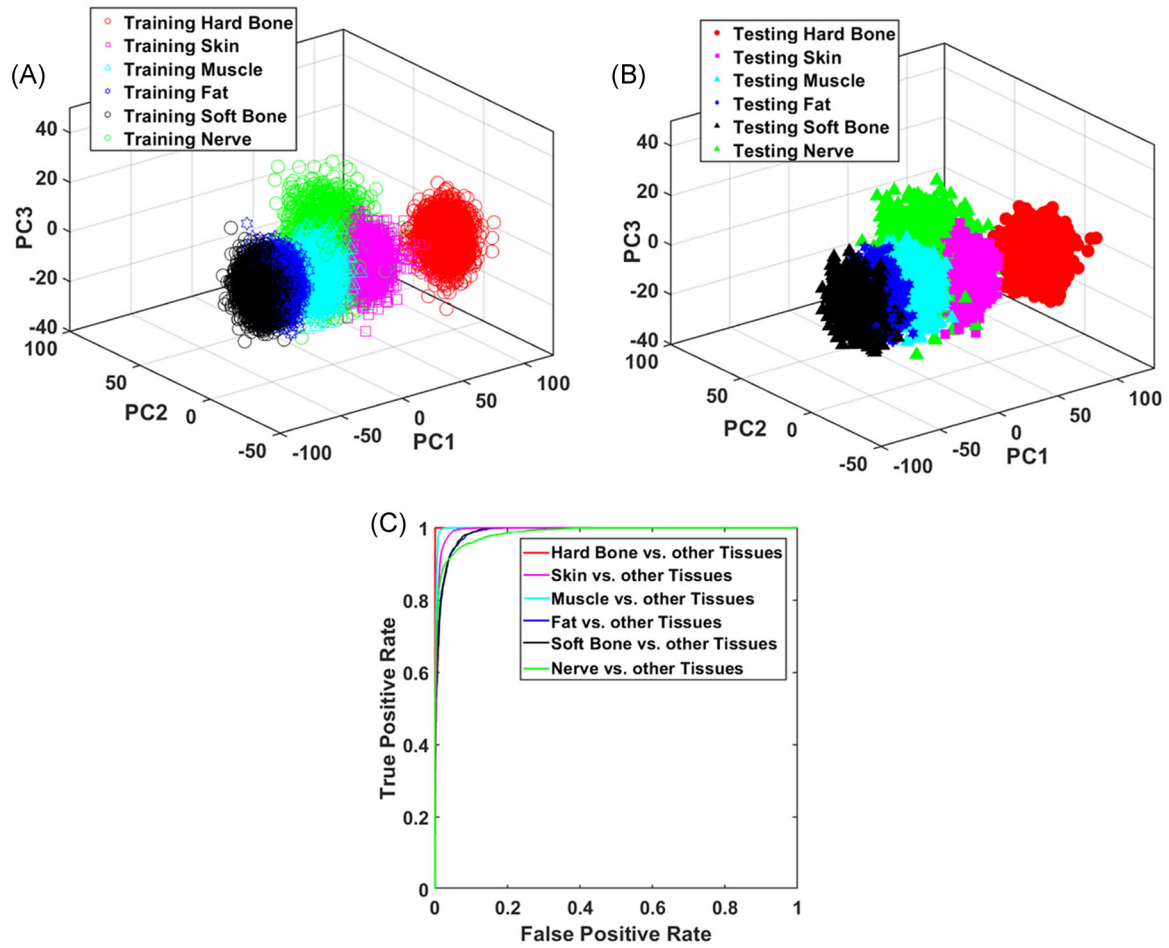 (A)
Training Hard Bone
Training Skin
Training Muscle
Training Fat
Training Soft Bone
Training Nerve
40
20
0
-20
-40
PC3
100
50
0
-50
PC2
-100
-50
0
50
100
PC1
(B)
Testing Hard Bone
Testing Skin
Testing Muscle
Testing Fat
Testing Soft Bone
Testing Nerve
40
20
0
-20
-40
PC3
100
50
0
-50
PC2
-100
-50
0
50
100
PC1
(C)
Hard Bone vs. other Tissues
Skin vs. other Tissues
Muscle vs. other Tissues
Fat vs. other Tissues
Soft Bone vs. other Tissues
Nerve vs. other Tissues
1
0.8
0.6
0.4
0.2
0
True Positive Rate
0
0.2
0.4
0.6
0.8
1
False Positive Rate